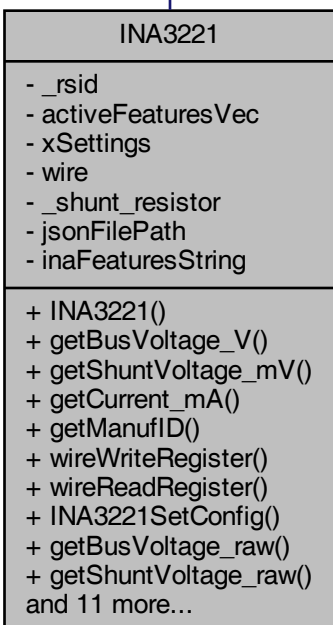 INA3221
- _rsid
- activeFeaturesVec
- xSettings
- wire
- _shunt_resistor
- jsonFilePath
- inaFeaturesString
+ INA3221()
+ getBusVoltage_V()
+ getShuntVoltage_mV()
+ getCurrent_mA()
+ getManufID()
+ wireWriteRegister()
+ wireReadRegister()
+ INA3221SetConfig()
+ getBusVoltage_raw()
+ getShuntVoltage_raw()
and 11 more...